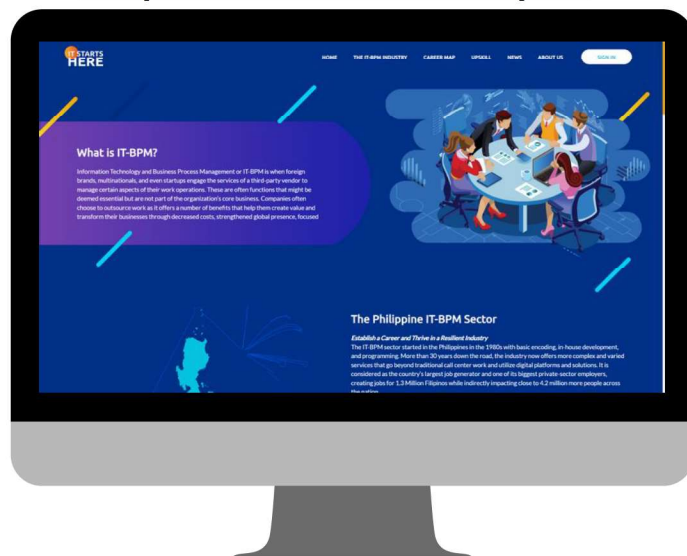 IT STARTS
HERE
HOME THE IT-BPM INDUSTRY CAREER MAP UPSKILL NEWS ABOUT US SIGN IN
What is IT-BPM?
Information Technology and Business Process Management or IT-BPM is when foreign
brands, multinationals, and even startups engage the services of a third-party vendor to
manage certain aspects of their work operations. These are often functions that might be
deemed essential but are not part of the organization's core business. Companies often
choose to outsource work as it offers a number of benefits that help them create value and
transform their businesses through decreased costs, strengthened global presence, focused
The Philippine IT-BPM Sector
Establish a Career and Thrive in a Resilient Industry
The IT-BPM sector started in the Philippines in the 1980s with basic encoding, in-house development,
and programming. More than 30 years down the road, the industry now offers more complex and varied
services that go beyond traditional call center work and utilize digital platforms and solutions. It is
considered as the country's largest job generator and one of its biggest private-sector employers,
creating jobs for 1.3 Million Filipinos while indirectly impacting close to 4.2 million more people across
the nation